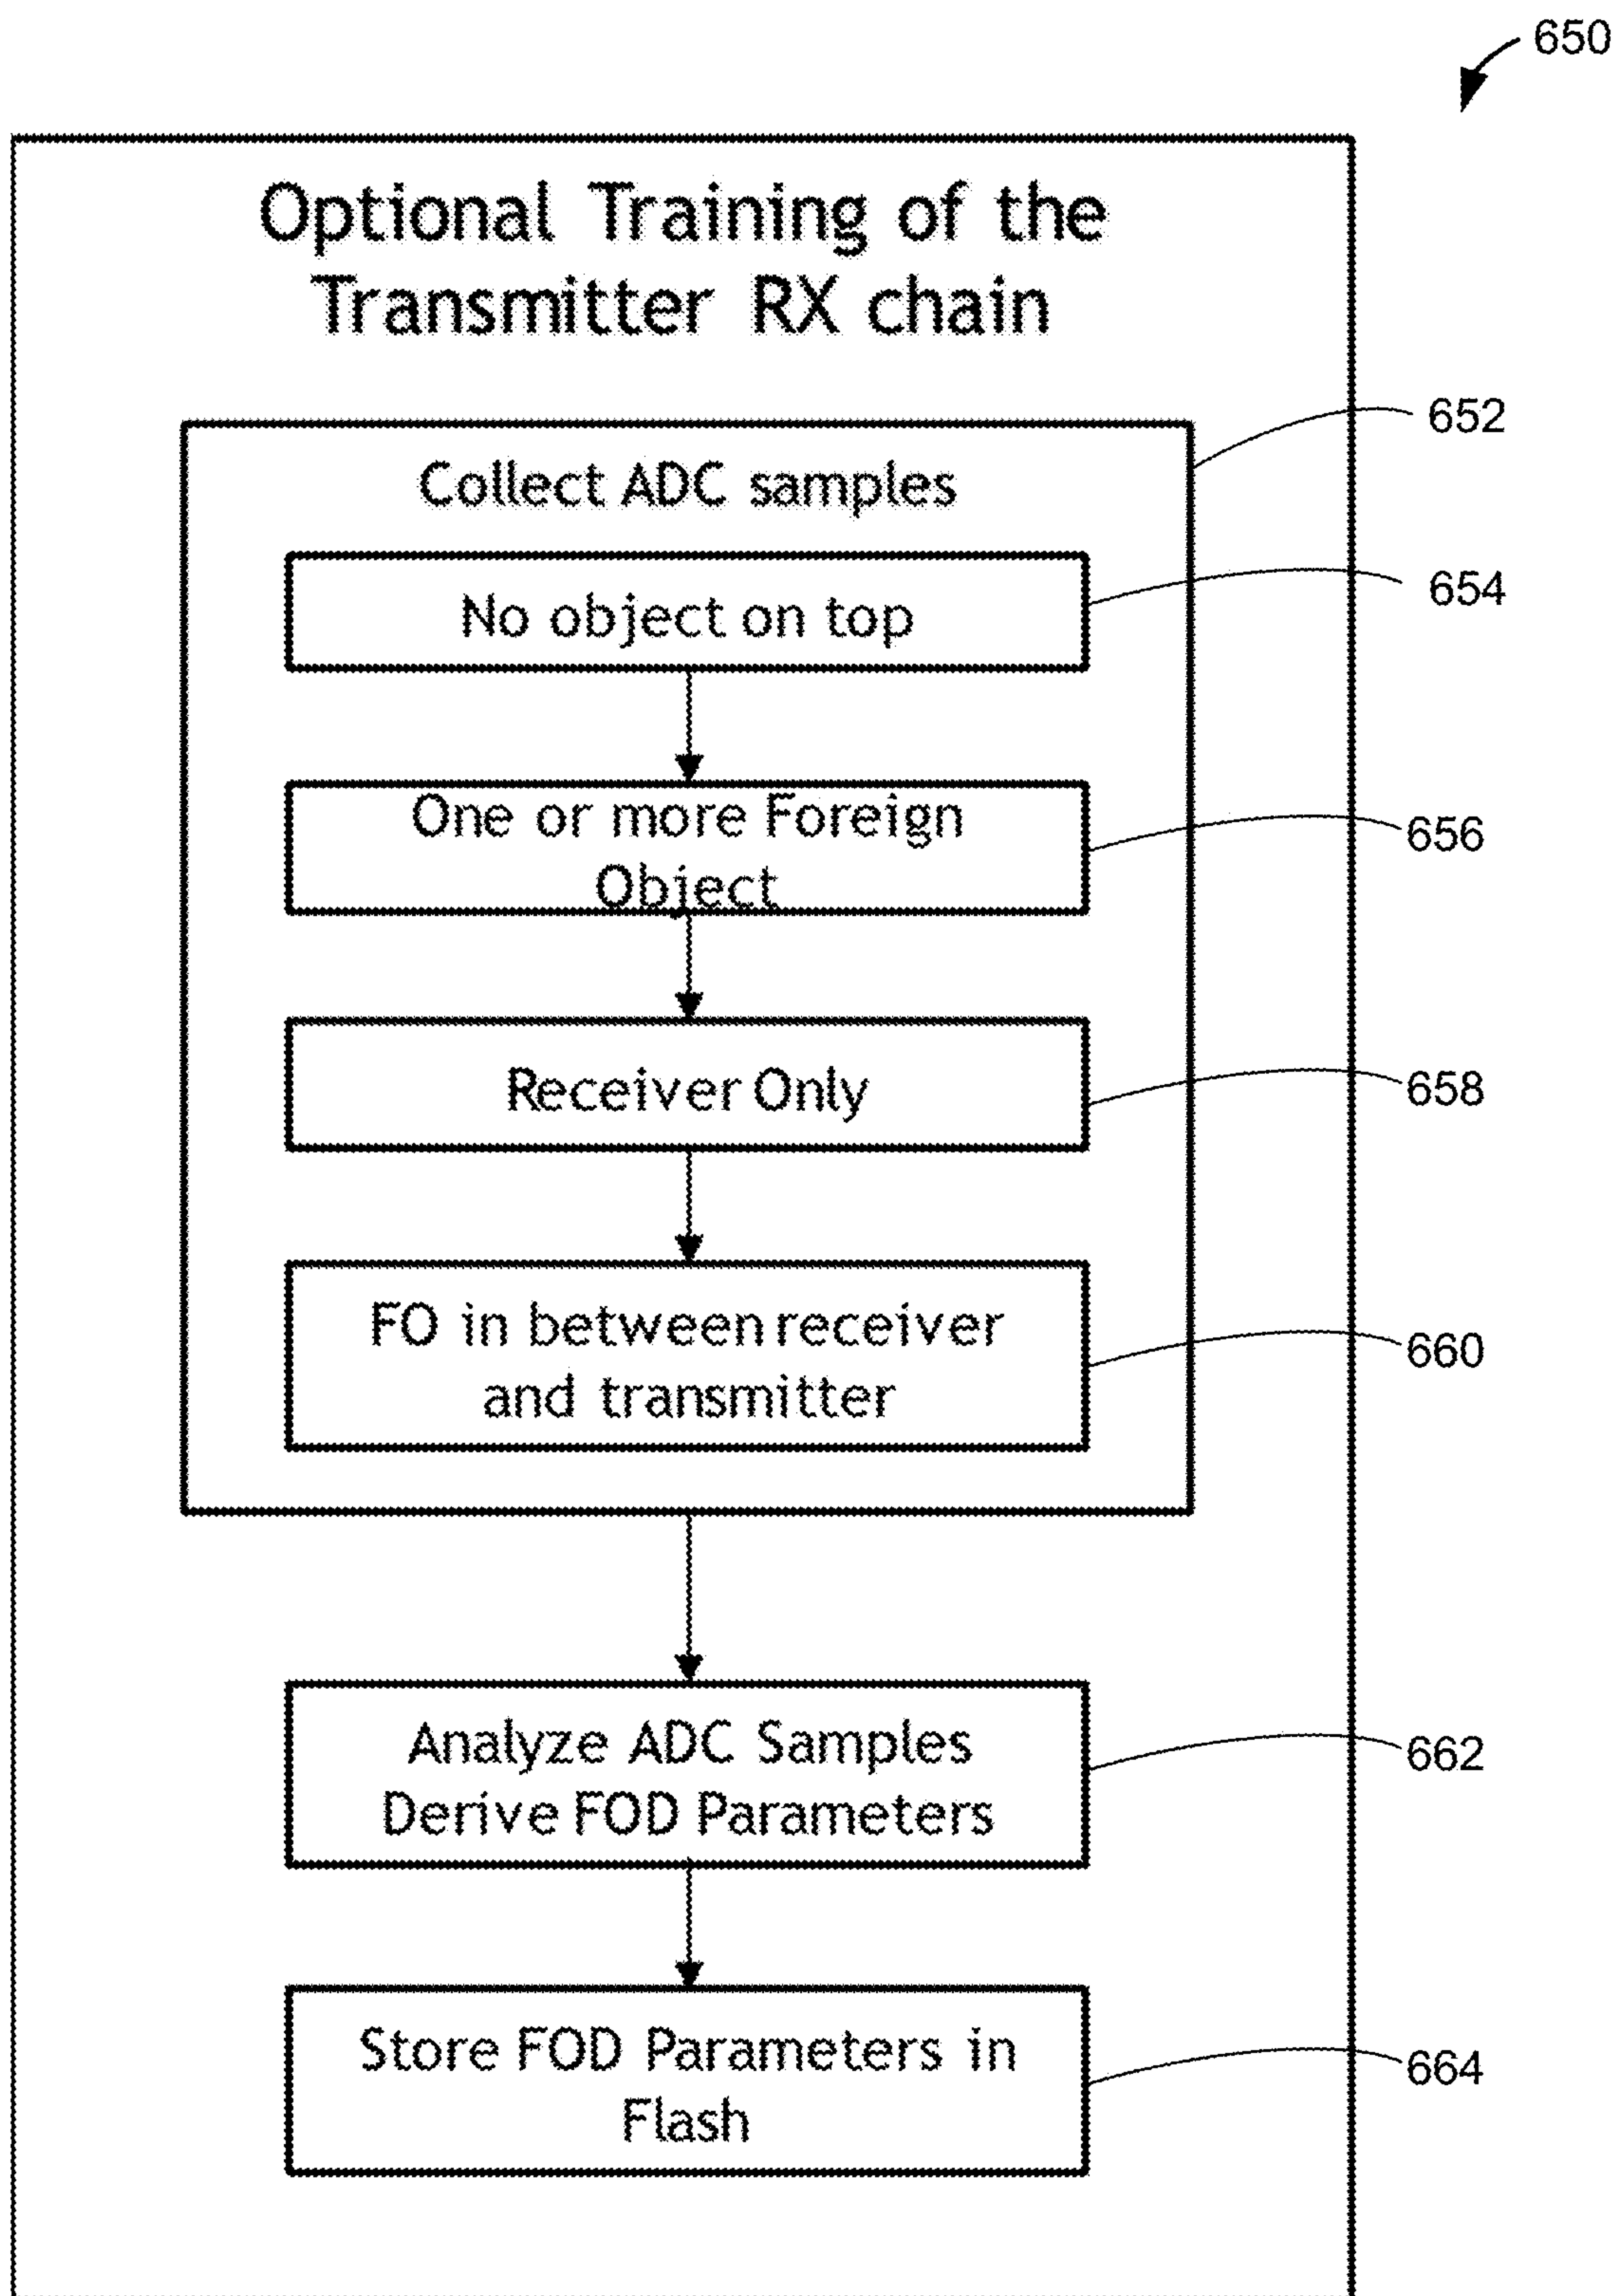 650
Optional Training of the
Transmitter RX chain
652
Collect ADC samples
No object on top
654
One or more Foreign
Object
656
Receiver Only
658
FO in between receiver
and transmitter
660
Analyze ADC Samples
Derive FOD Parameters
662
Store FOD Parameters in
Flash
664